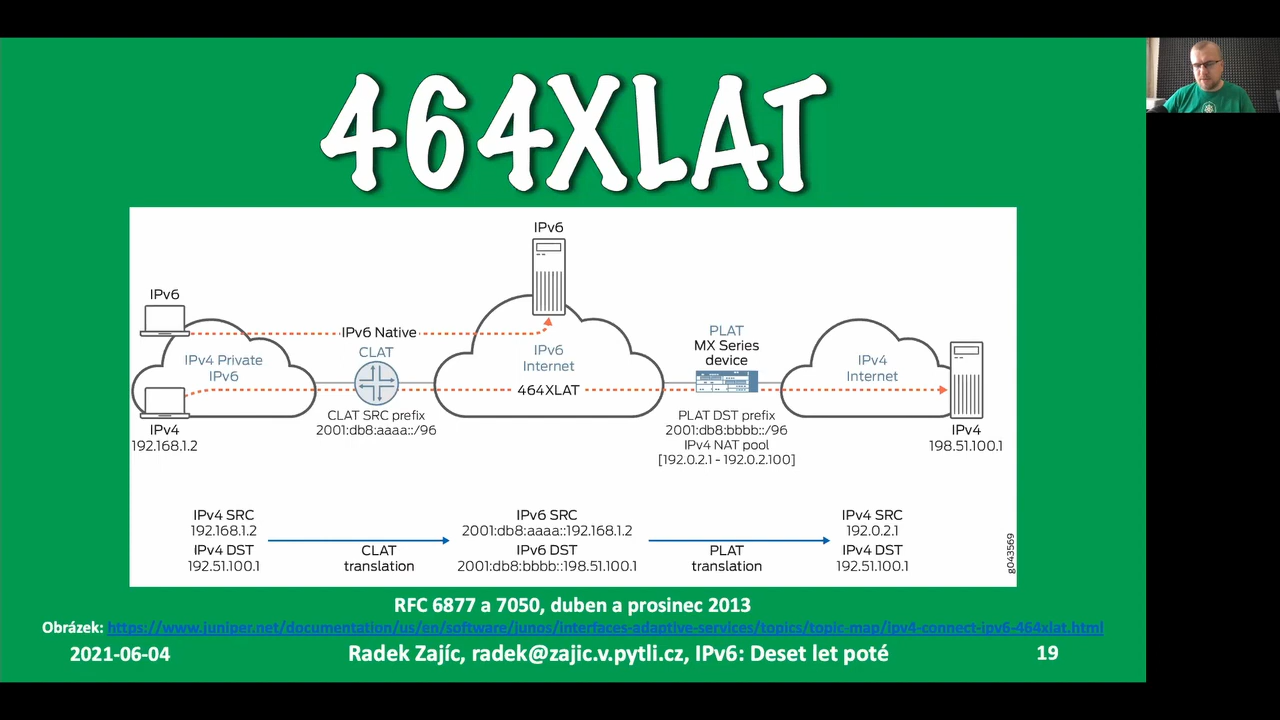 464XLAT
IPv6
IPv6
IPv6 Native
IPv4 Private
IPv6
CLAT
IPv6
Internet
PLAT
MX Series
device
IPv4
Internet
464XLAT
IPv4
192.168.1.2
CLAT SRC prefix
2001:db8:aaaa::/96
PLAT DST prefix
2001:db8:bbbb::/96
IPv4 NAT pool
[192.0.2.1 - 192.0.2.100]
IPv4
198.51.100.1
IPv4 SRC
192.168.1.2
IPv4 DST
192.51.100.1
CLAT
translation
IPv6 SRC
2001:db8:aaaa::192.168.1.2
IPv6 DST
2001:db8:bbbb::198.51.100.1
PLAT
translation
IPv4 SRC
192.0.2.1
IPv4 DST
192.51.100.1
g043569
RFC 6877 a 7050, duben a prosinec 2013
Obrázek: https://www.juniper.net/documentation/us/en/software/junos/interfaces-adaptive-services/topics/topic-map/ipv4-connect-ipv6-464xlat.html
2021-06-04 Radek Zajíc, radek@zajic.v.pytli.cz, IPv6: Deset let poté 19